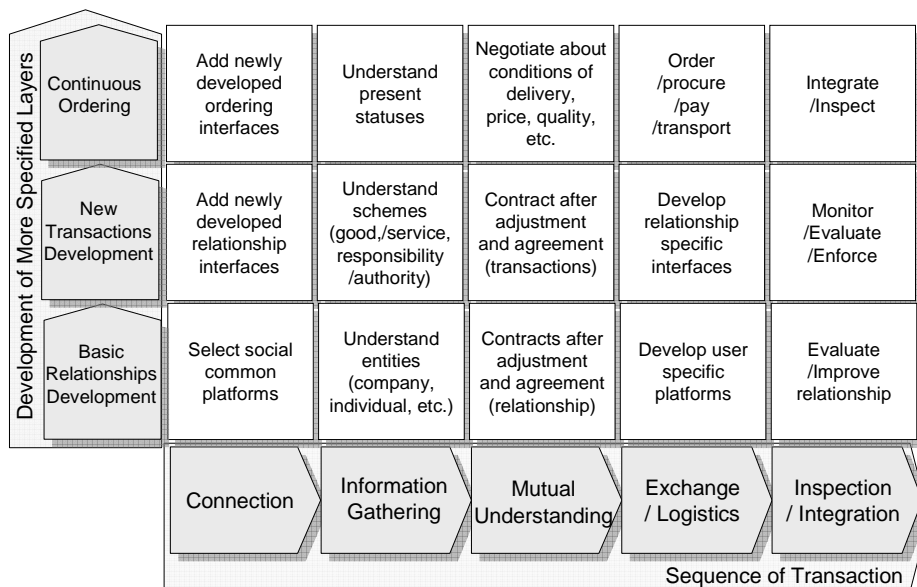 Development of More Specified Layers
Continuous
Ordering
Add newly
developed
ordering
interfaces
Understand
present
statuses
Negotiate about
conditions of
delivery,
price, quality,
etc.
Order
/procure
/pay
/transport
Integrate
/Inspect
New
Transactions
Development
Add newly
developed
relationship
interfaces
Understand
schemes
(good,/service,
responsibility
/authority)
Contract after
adjustment
and agreement
(transactions)
Develop
relationship
specific
interfaces
Monitor
/Evaluate
/Enforce
Basic
Relationships
Development
Select social
common
platforms
Understand
entities
(company,
individual, etc.)
Contracts after
adjustment
and agreement
(relationship)
Develop user
specific
platforms
Evaluate
/Improve
relationship
Connection
Information
Gathering
Mutual
Understanding
Exchange
/ Logistics
Inspection
/ Integration
Sequence of Transaction